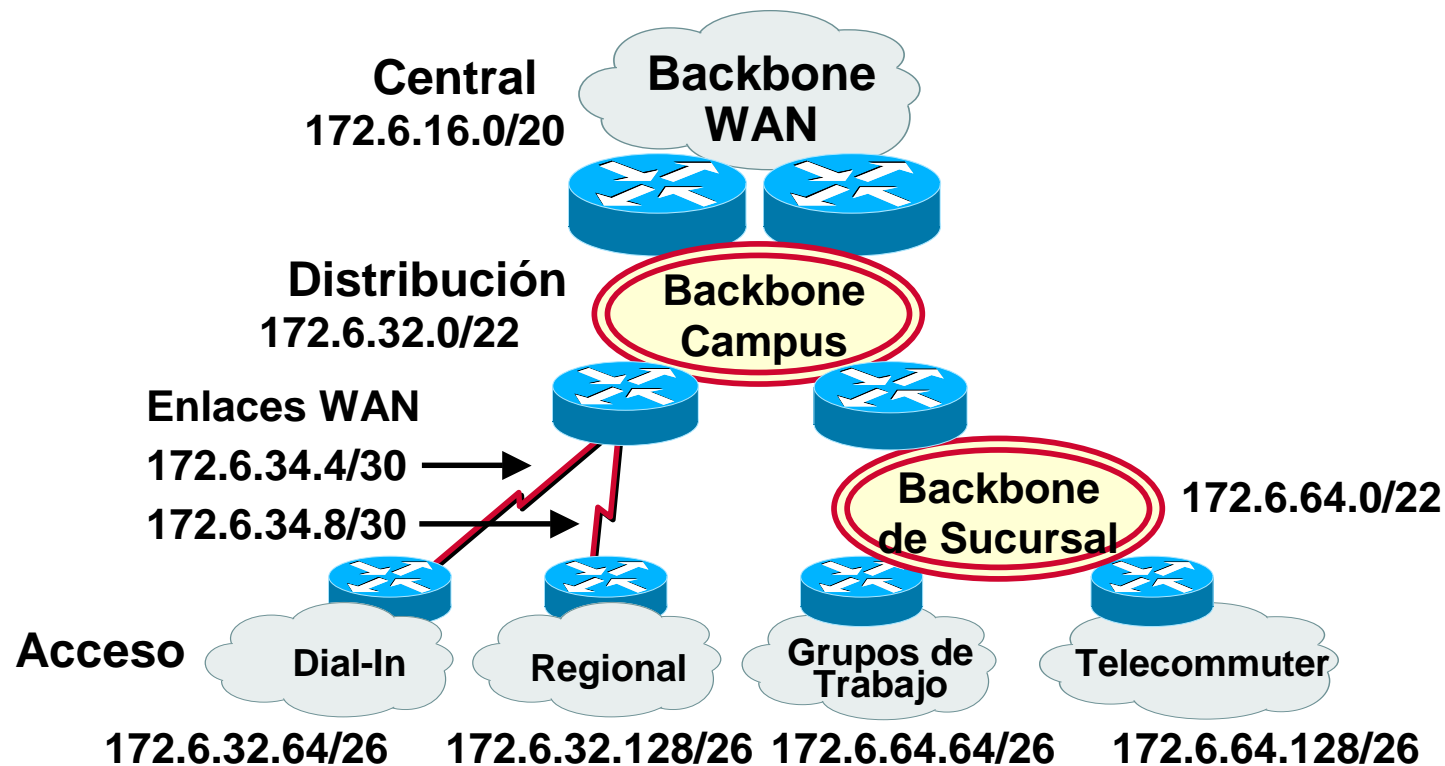 Central
172.6.16.0/20
Backbone
WAN
Distribución
172.6.32.0/22
Backbone
Campus
Enlaces WAN
172.6.34.4/30
172.6.34.8/30
Backbone
de Sucursal
172.6.64.0/22
Acceso
Dial-In
Regional
Grupos de
Trabajo
Telecommuter
172.6.32.64/26
172.6.32.128/26
172.6.64.64/26
172.6.64.128/26